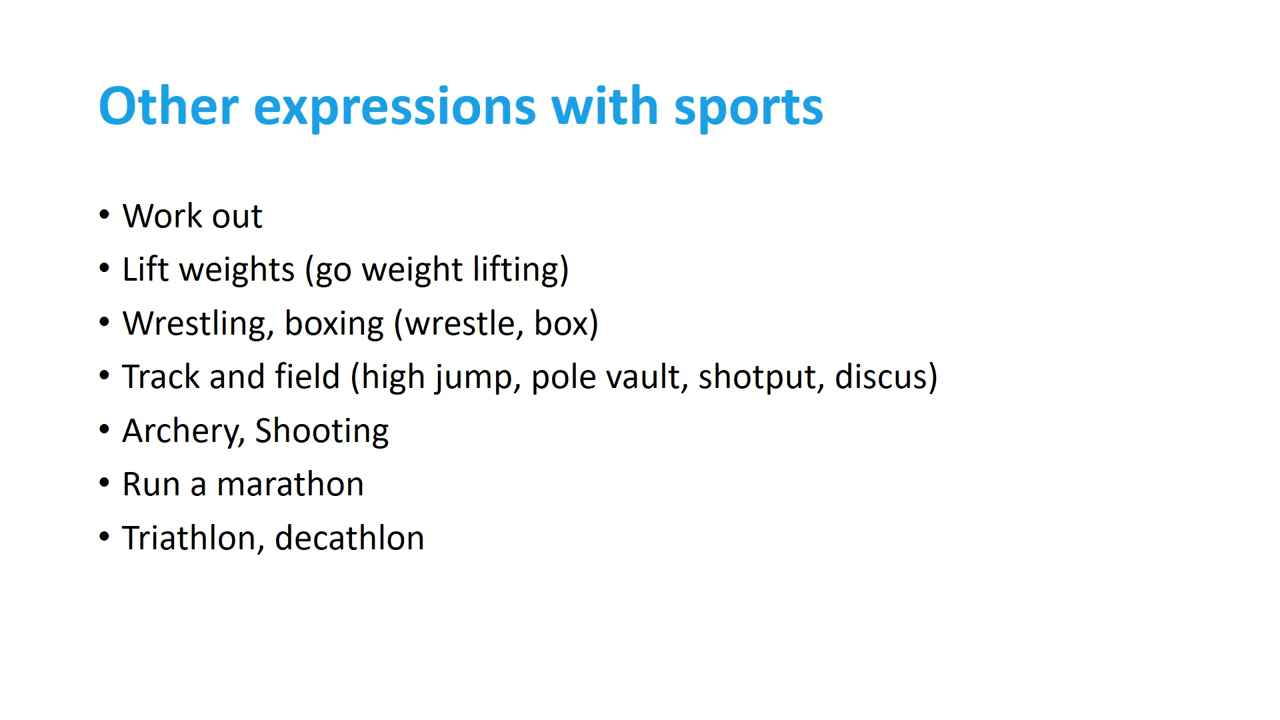 Other expressions with sports
• Work out
• Lift weights (go weight lifting)
• Wrestling, boxing (wrestle, box)
• Track and field (high jump, pole vault, shotput, discus)
• Archery, Shooting
• Run a marathon
• Triathlon, decathlon